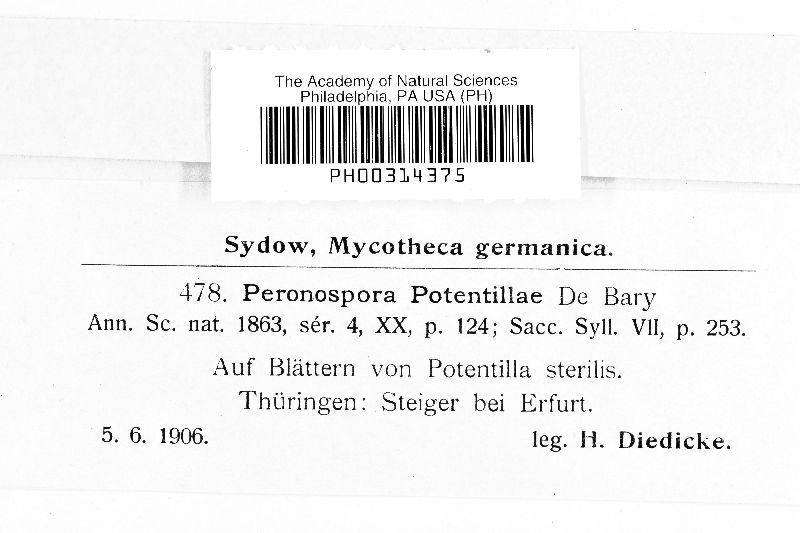 The Academy of Natural Sciences
Philadelphia, PA USA (PH)
PH00314375
Sydow, Mycotheca germanica.
478. Peronospora Potentillae De Bary
Ann. Sc. nat. 1863, sér. 4, XX, p. 124; Sacc. Syll. VII, p. 253.
Auf Blättern von Potentilla sterilis.
Thüringen: Steiger bei Erfurt.
5. 6. 1906. leg. H. Diedicke.